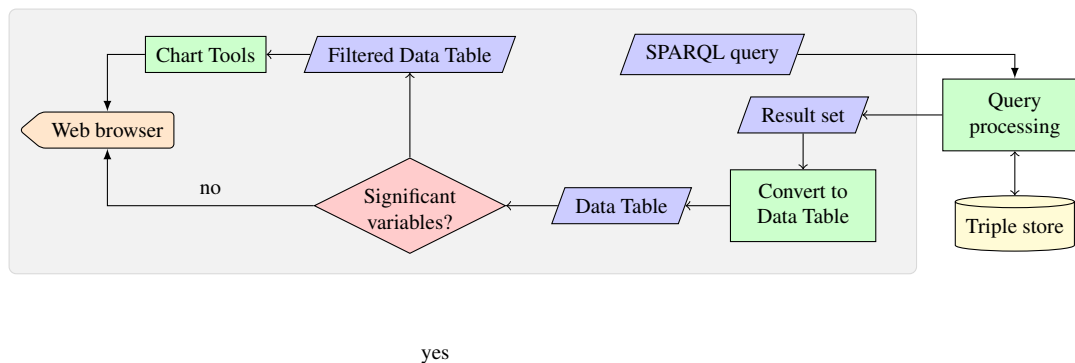 Chart Tools
Filtered Data Table
SPARQL query
Query
processing
Web browser
Result set
no
Significant
variables?
Data Table
Convert to
Data Table
Triple store
yes